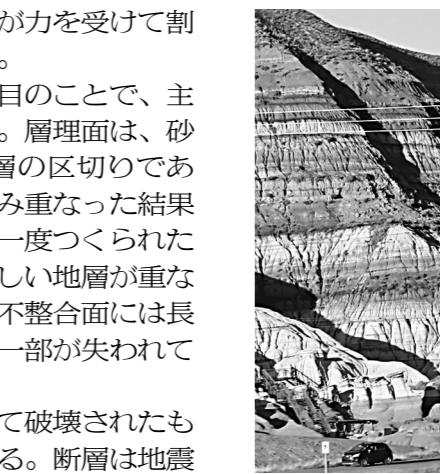 が力を受けて割
。
目のことで、主
。層理面は、砂
層の区切りであ
み重なった結果
一度つくられた
しい地層が重な
不整合面には長
一部が失われて
て破壊されたも
る。断層は地震